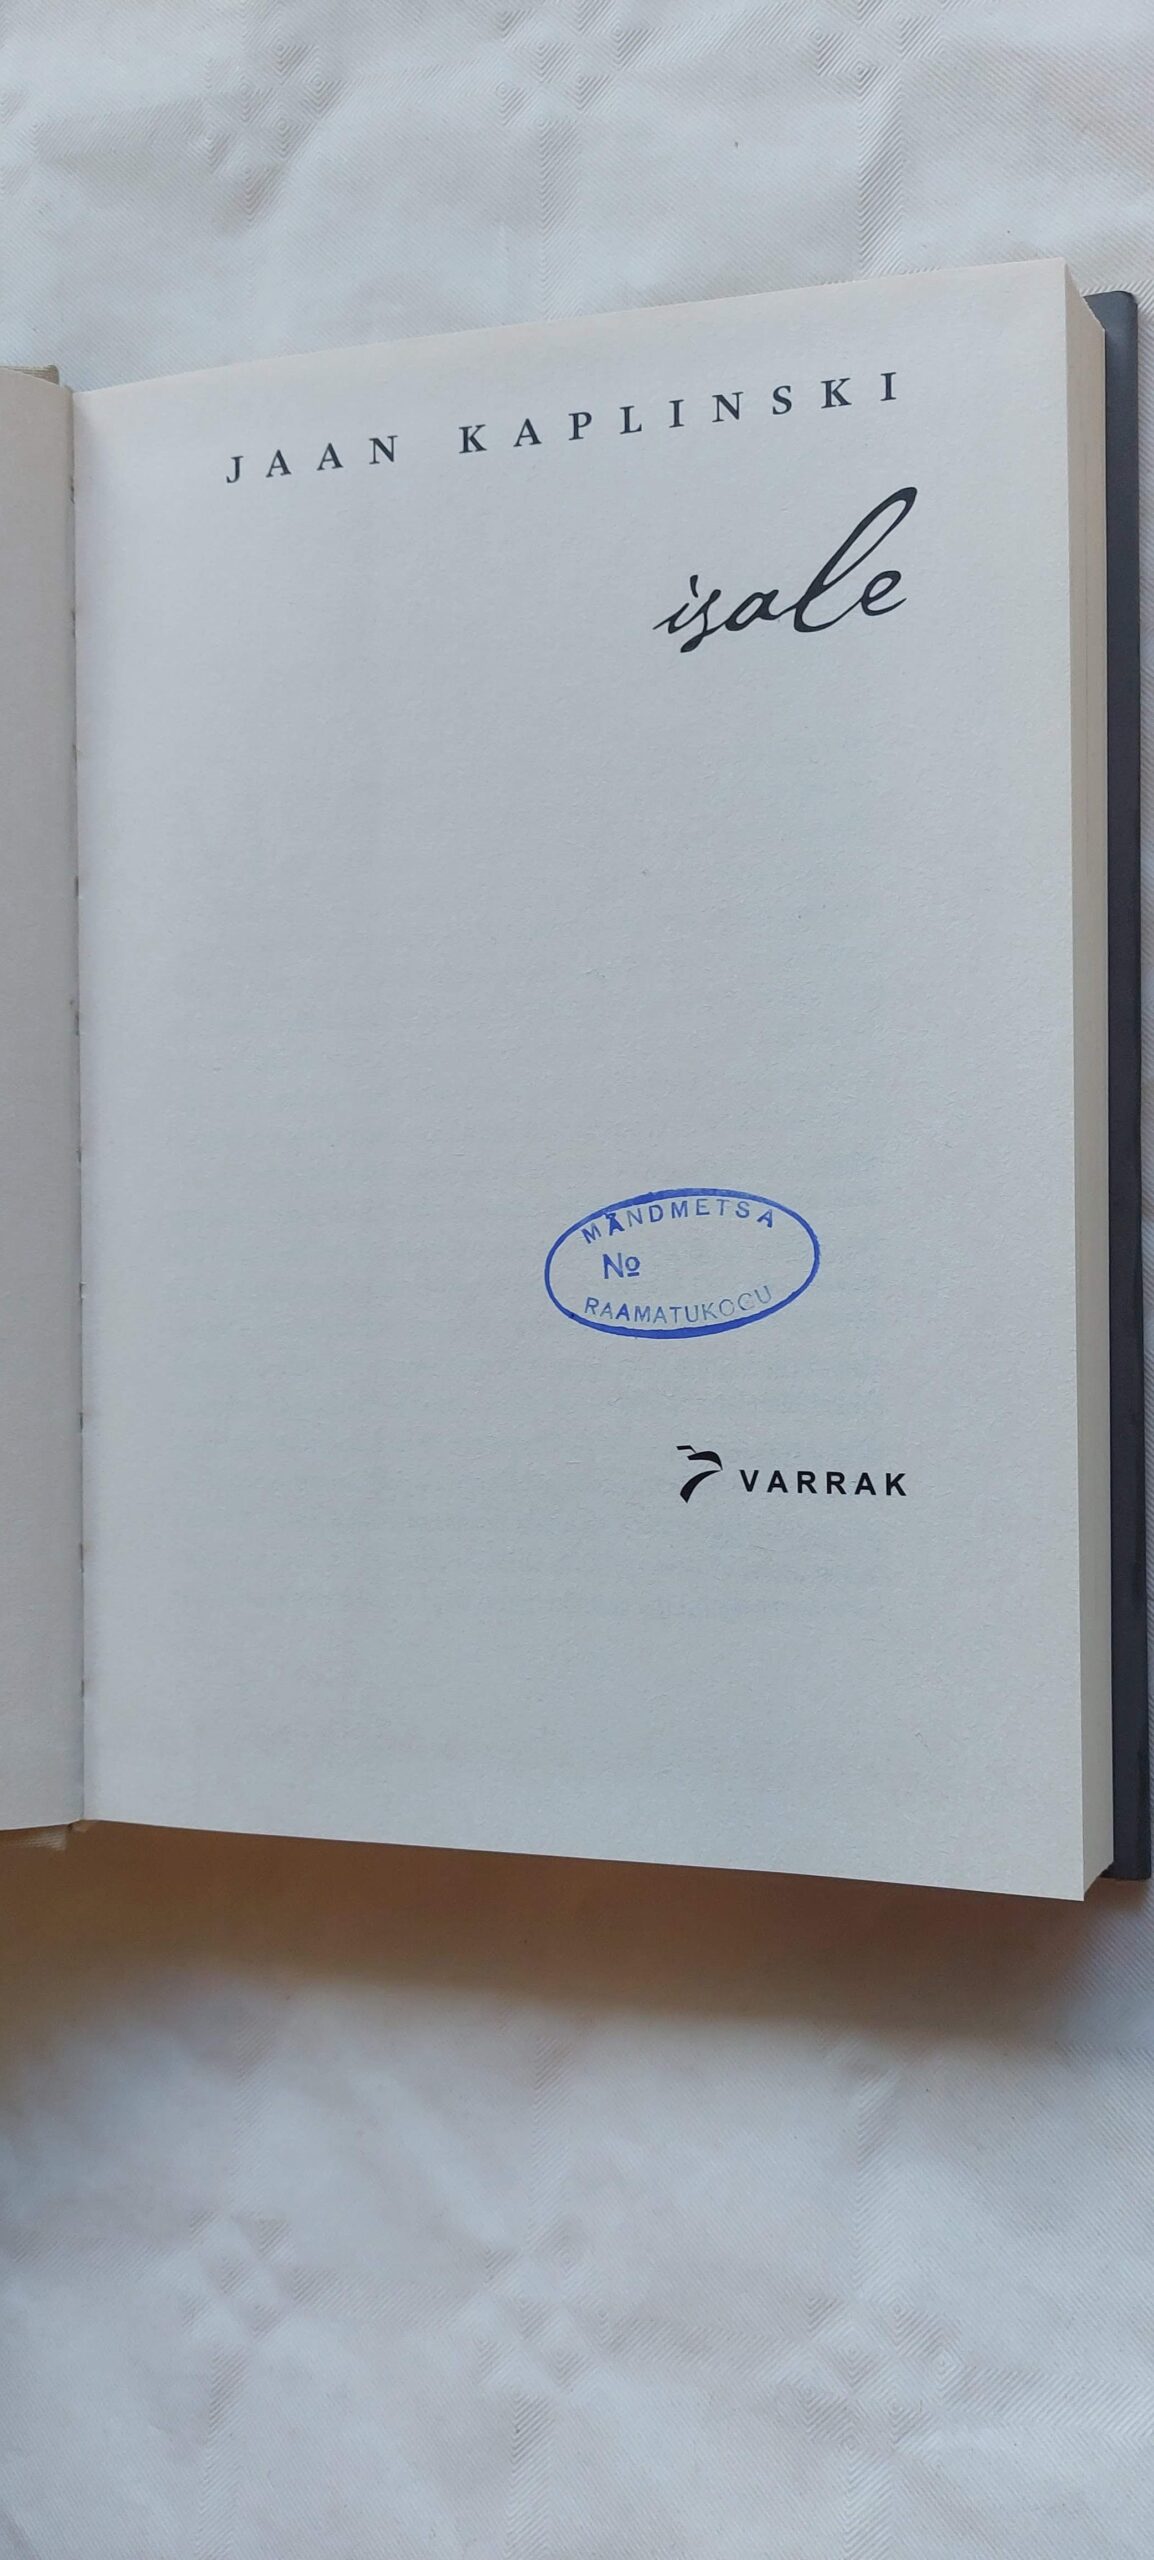 JAAN KAPLINSKI
isale
MÄNDMETSA
№
RAAMATUKOGU
VARRAK